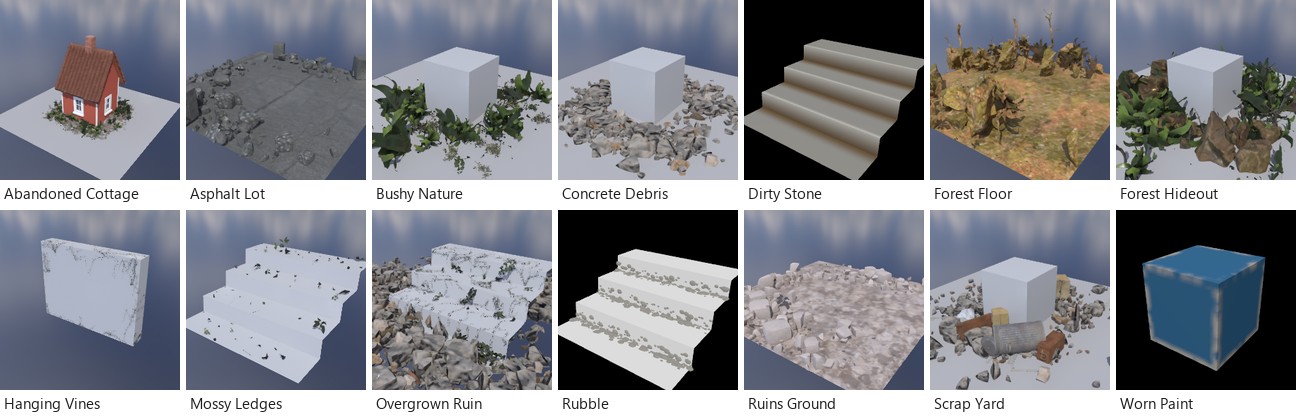 Abandoned Cottage
Asphalt Lot
Bushy Nature
Concrete Debris
Dirty Stone
Forest Floor
Forest Hideout
Hanging Vines
Mossy Ledges
Overgrown Ruin
Rubble
Ruins Ground
Scrap Yard
Worn Paint